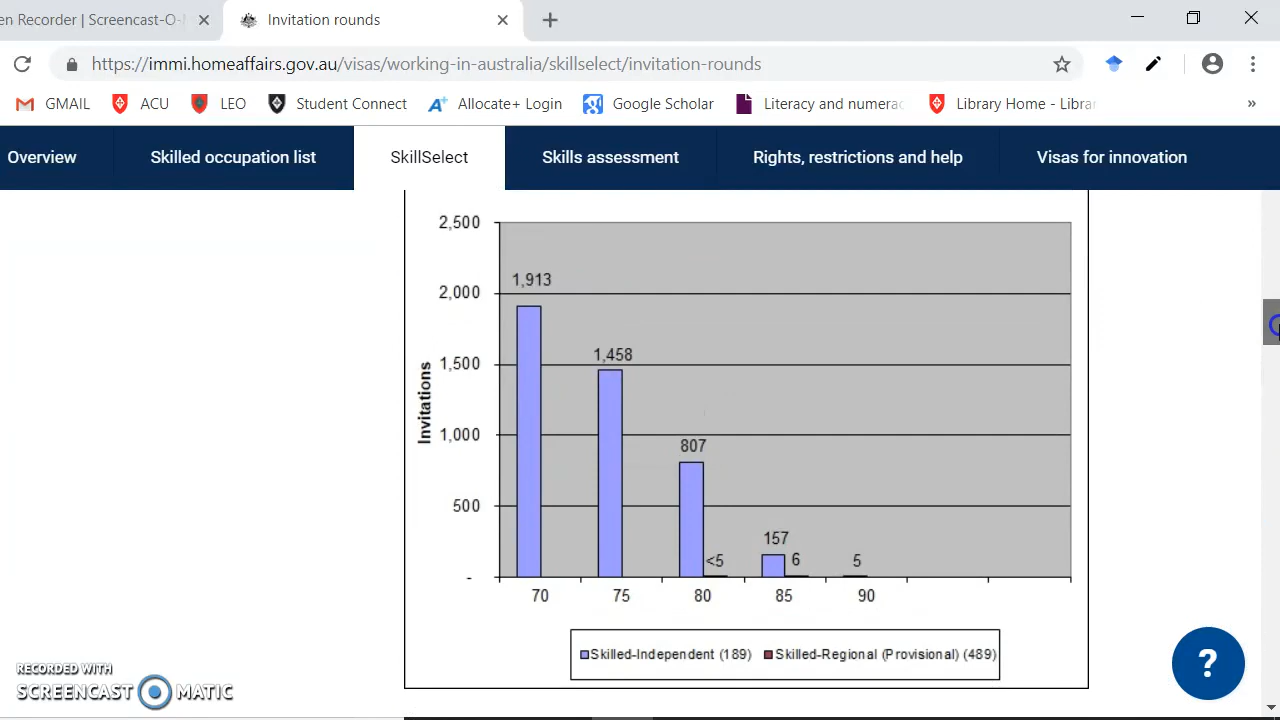 en Recorder | Screencast-O-M
Invitation rounds
https://immi.homeaffairs.gov.au/visas/working-in-australia/skillselect/invitation-rounds
GMAIL ACU LEO Student Connect A+ Allocate+ Login Google Scholar Literacy and numerac Library Home - Librar »
Overview Skilled occupation list SkillSelect Skills assessment Rights, restrictions and help Visas for innovation
2,500
1,913
2,000
1,458
1,500
Invitations
1,000
807
500
157
<5 6 5
-
70 75 80 85 90
Skilled-Independent (189) Skilled-Regional (Provisional) (489)
?
RECORDED WITH
SCREENCAST MATIC